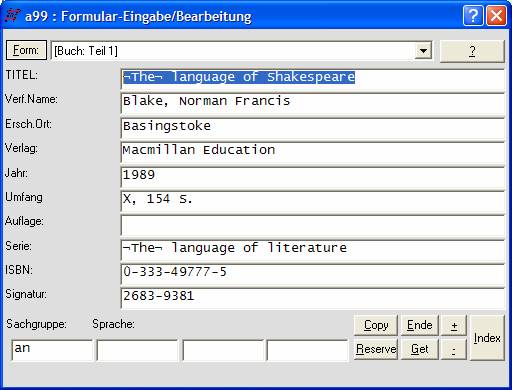 a99 : Formular-Eingabe/Bearbeitung ?
Form: [Buch: Teil 1] ?
TITEL: ¬The¬ language of Shakespeare
Verf.Name: Blake, Norman Francis
Ersch.Ort: Basingstoke
Verlag: Macmillan Education
Jahr: 1989
Umfang X, 154 S.
Auflage:
Serie: ¬The¬ language of literature
ISBN: 0-333-49777-5
Signatur: 2683-9381
Sachgruppe: Sprache: Copy Ende + Index
an Reserve Get -